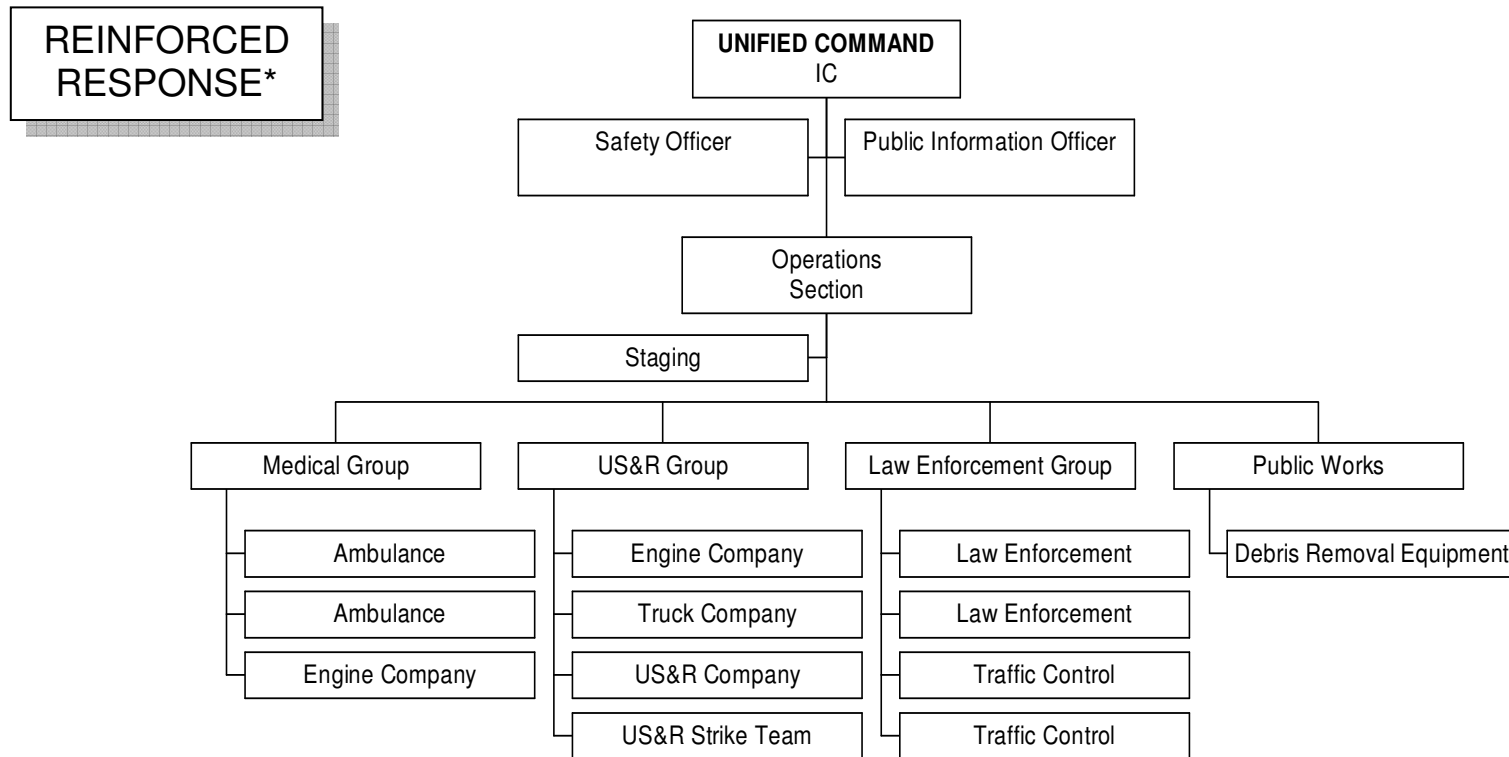 REINFORCED
RESPONSE*
UNIFIED COMMAND
IC
Safety Officer
Public Information Officer
Operations
Section
Staging
Medical Group
US&R Group
Law Enforcement Group
Public Works
Ambulance
Engine Company
Law Enforcement
Debris Removal Equipment
Ambulance
Truck Company
Law Enforcement
Engine Company
US&R Company
Traffic Control
US&R Strike Team
Traffic Control